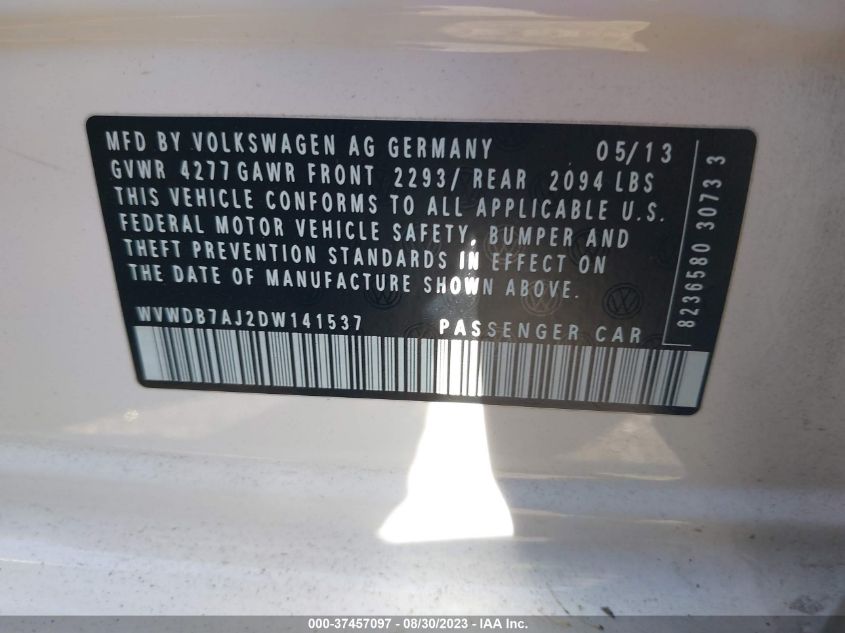 MFD BY VOLKSWAGEN AG GERMANY 05/13
GVWR 4277 GAWR FRONT 2293/ REAR 2094 LBS
THIS VEHICLE CONFORMS TO ALL APPLICABLE U.S.
FEDERAL MOTOR VEHICLE SAFETY, BUMPER AND
THEFT PREVENTION STANDARDS IN EFFECT ON
THE DATE OF MANUFACTURE SHOWN ABOVE.
WVWDB7AJ2DW141537 PASSENGER CAR
8236580 3073 3
000-37457097 - 08/30/2023 - IAA Inc.